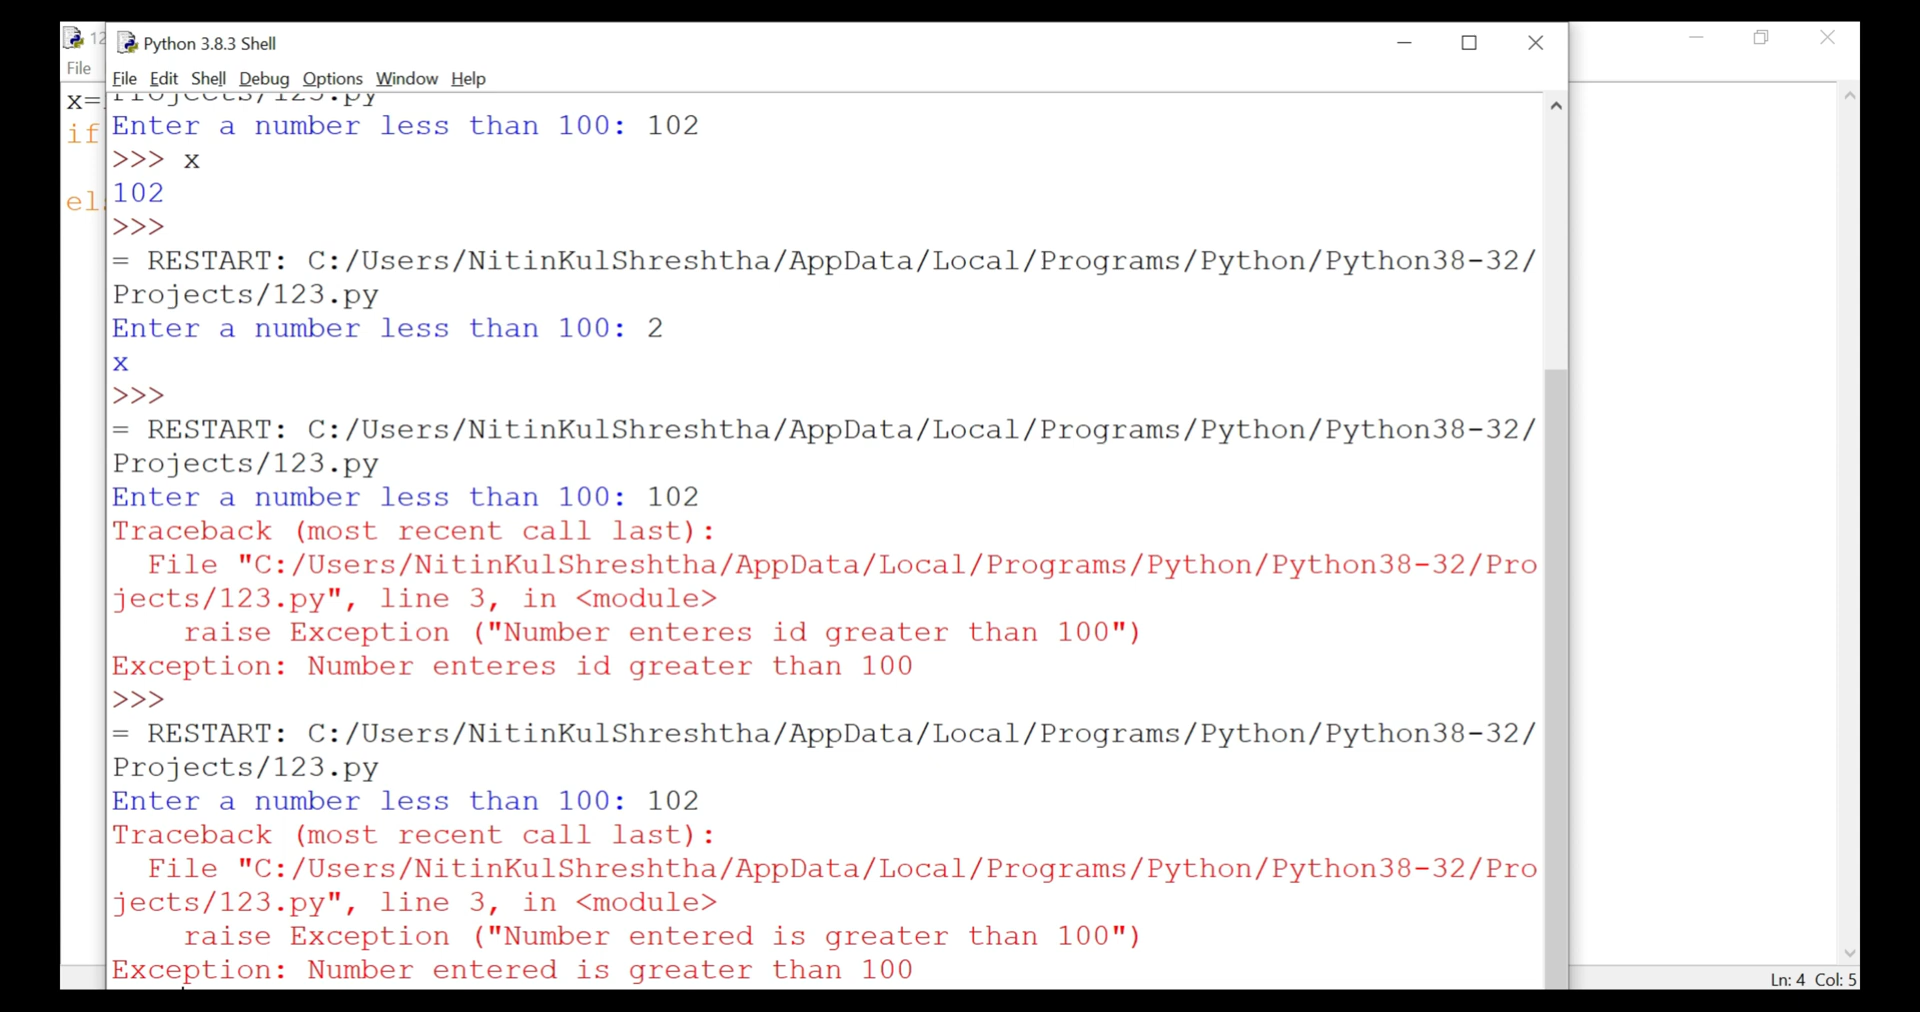 12
Python 3.8.3 Shell
File
File Edit Shell Debug Options Window Help
x=
if
el
Projects/123.py
Enter a number less than 100: 102
>>> x
102
>>>
= RESTART: C:/Users/NitinKulShreshtha/AppData/Local/Programs/Python/Python38-32/
Projects/123.py
Enter a number less than 100: 2
x
>>>
= RESTART: C:/Users/NitinKulShreshtha/AppData/Local/Programs/Python/Python38-32/
Projects/123.py
Enter a number less than 100: 102
Traceback (most recent call last):
  File "C:/Users/NitinKulShreshtha/AppData/Local/Programs/Python/Python38-32/Pro
jects/123.py", line 3, in <module>
    raise Exception ("Number enteres id greater than 100")
Exception: Number enteres id greater than 100
>>>
= RESTART: C:/Users/NitinKulShreshtha/AppData/Local/Programs/Python/Python38-32/
Projects/123.py
Enter a number less than 100: 102
Traceback (most recent call last):
  File "C:/Users/NitinKulShreshtha/AppData/Local/Programs/Python/Python38-32/Pro
jects/123.py", line 3, in <module>
    raise Exception ("Number entered is greater than 100")
Exception: Number entered is greater than 100
Ln: 4 Col: 5